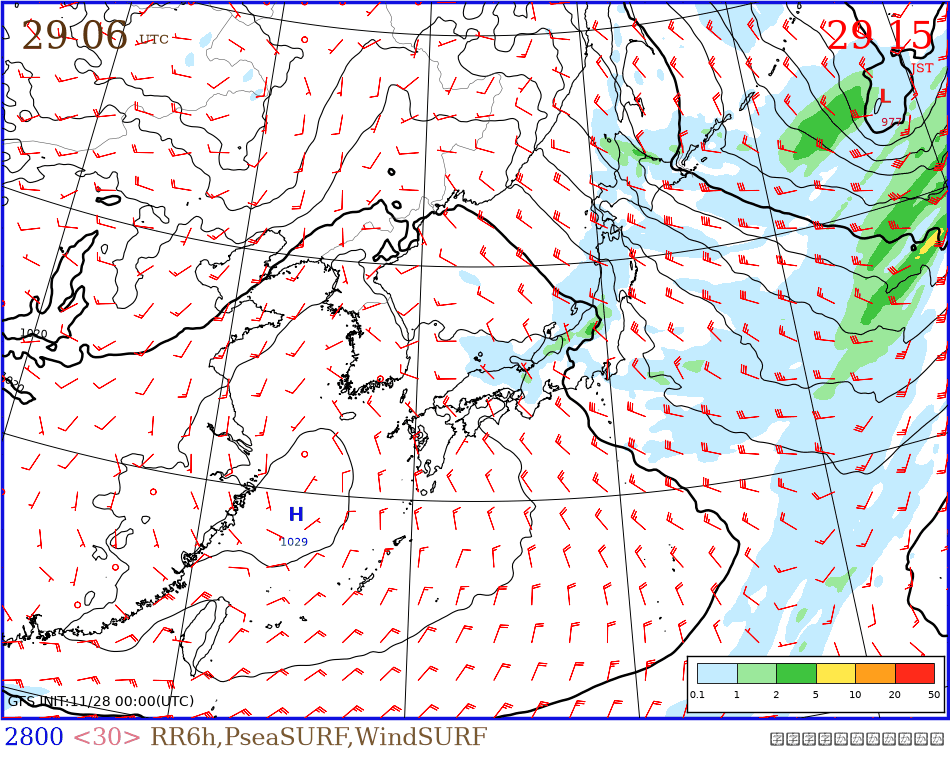 29 06 UTC
29 15 JST
L
977
1020
H
1029
GFS INIT:11/28 00:00(UTC)
0.1 1 2 5 10 20 50
2800 <30> RR6h,PseaSURF,WindSURF